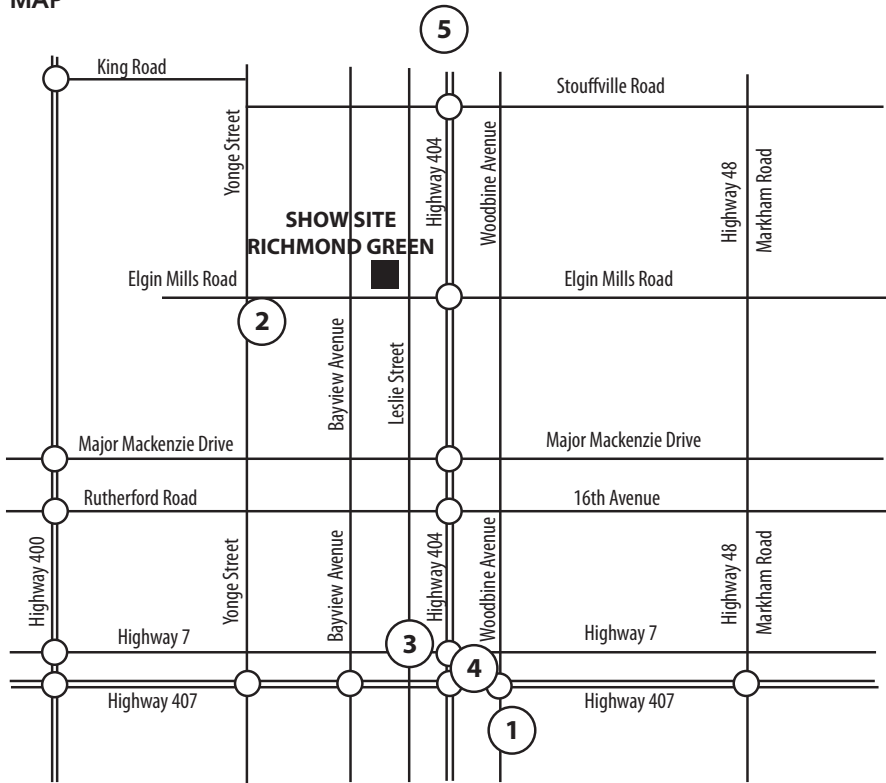 MAP
5
King Road
Stouffville Road
Yonge Street
Highway 404
Woodbine Avenue
Highway 48
Markham Road
SHOW SITE
RICHMOND GREEN
Elgin Mills Road
Elgin Mills Road
2
Bayview Avenue
Leslie Street
Major Mackenzie Drive
Major Mackenzie Drive
Rutherford Road
16th Avenue
Highway 400
Yonge Street
Bayview Avenue
Highway 404
Woodbine Avenue
Highway 48
Markham Road
Highway 7
3
Highway 7
4
Highway 407
Highway 407
1